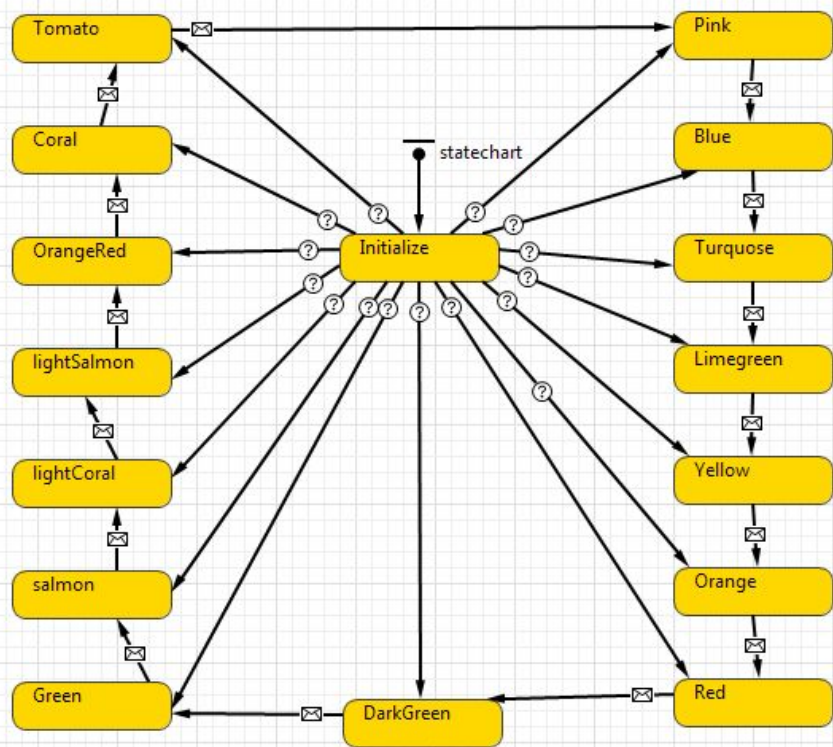 Tomato
Pink
Coral
Blue
statechart
OrangeRed
Initialize
Turquose
?
?
?
?
?
?
?
?
?
?
?
?
?
?
lightSalmon
Limegreen
lightCoral
Yellow
salmon
Orange
Green
DarkGreen
Red